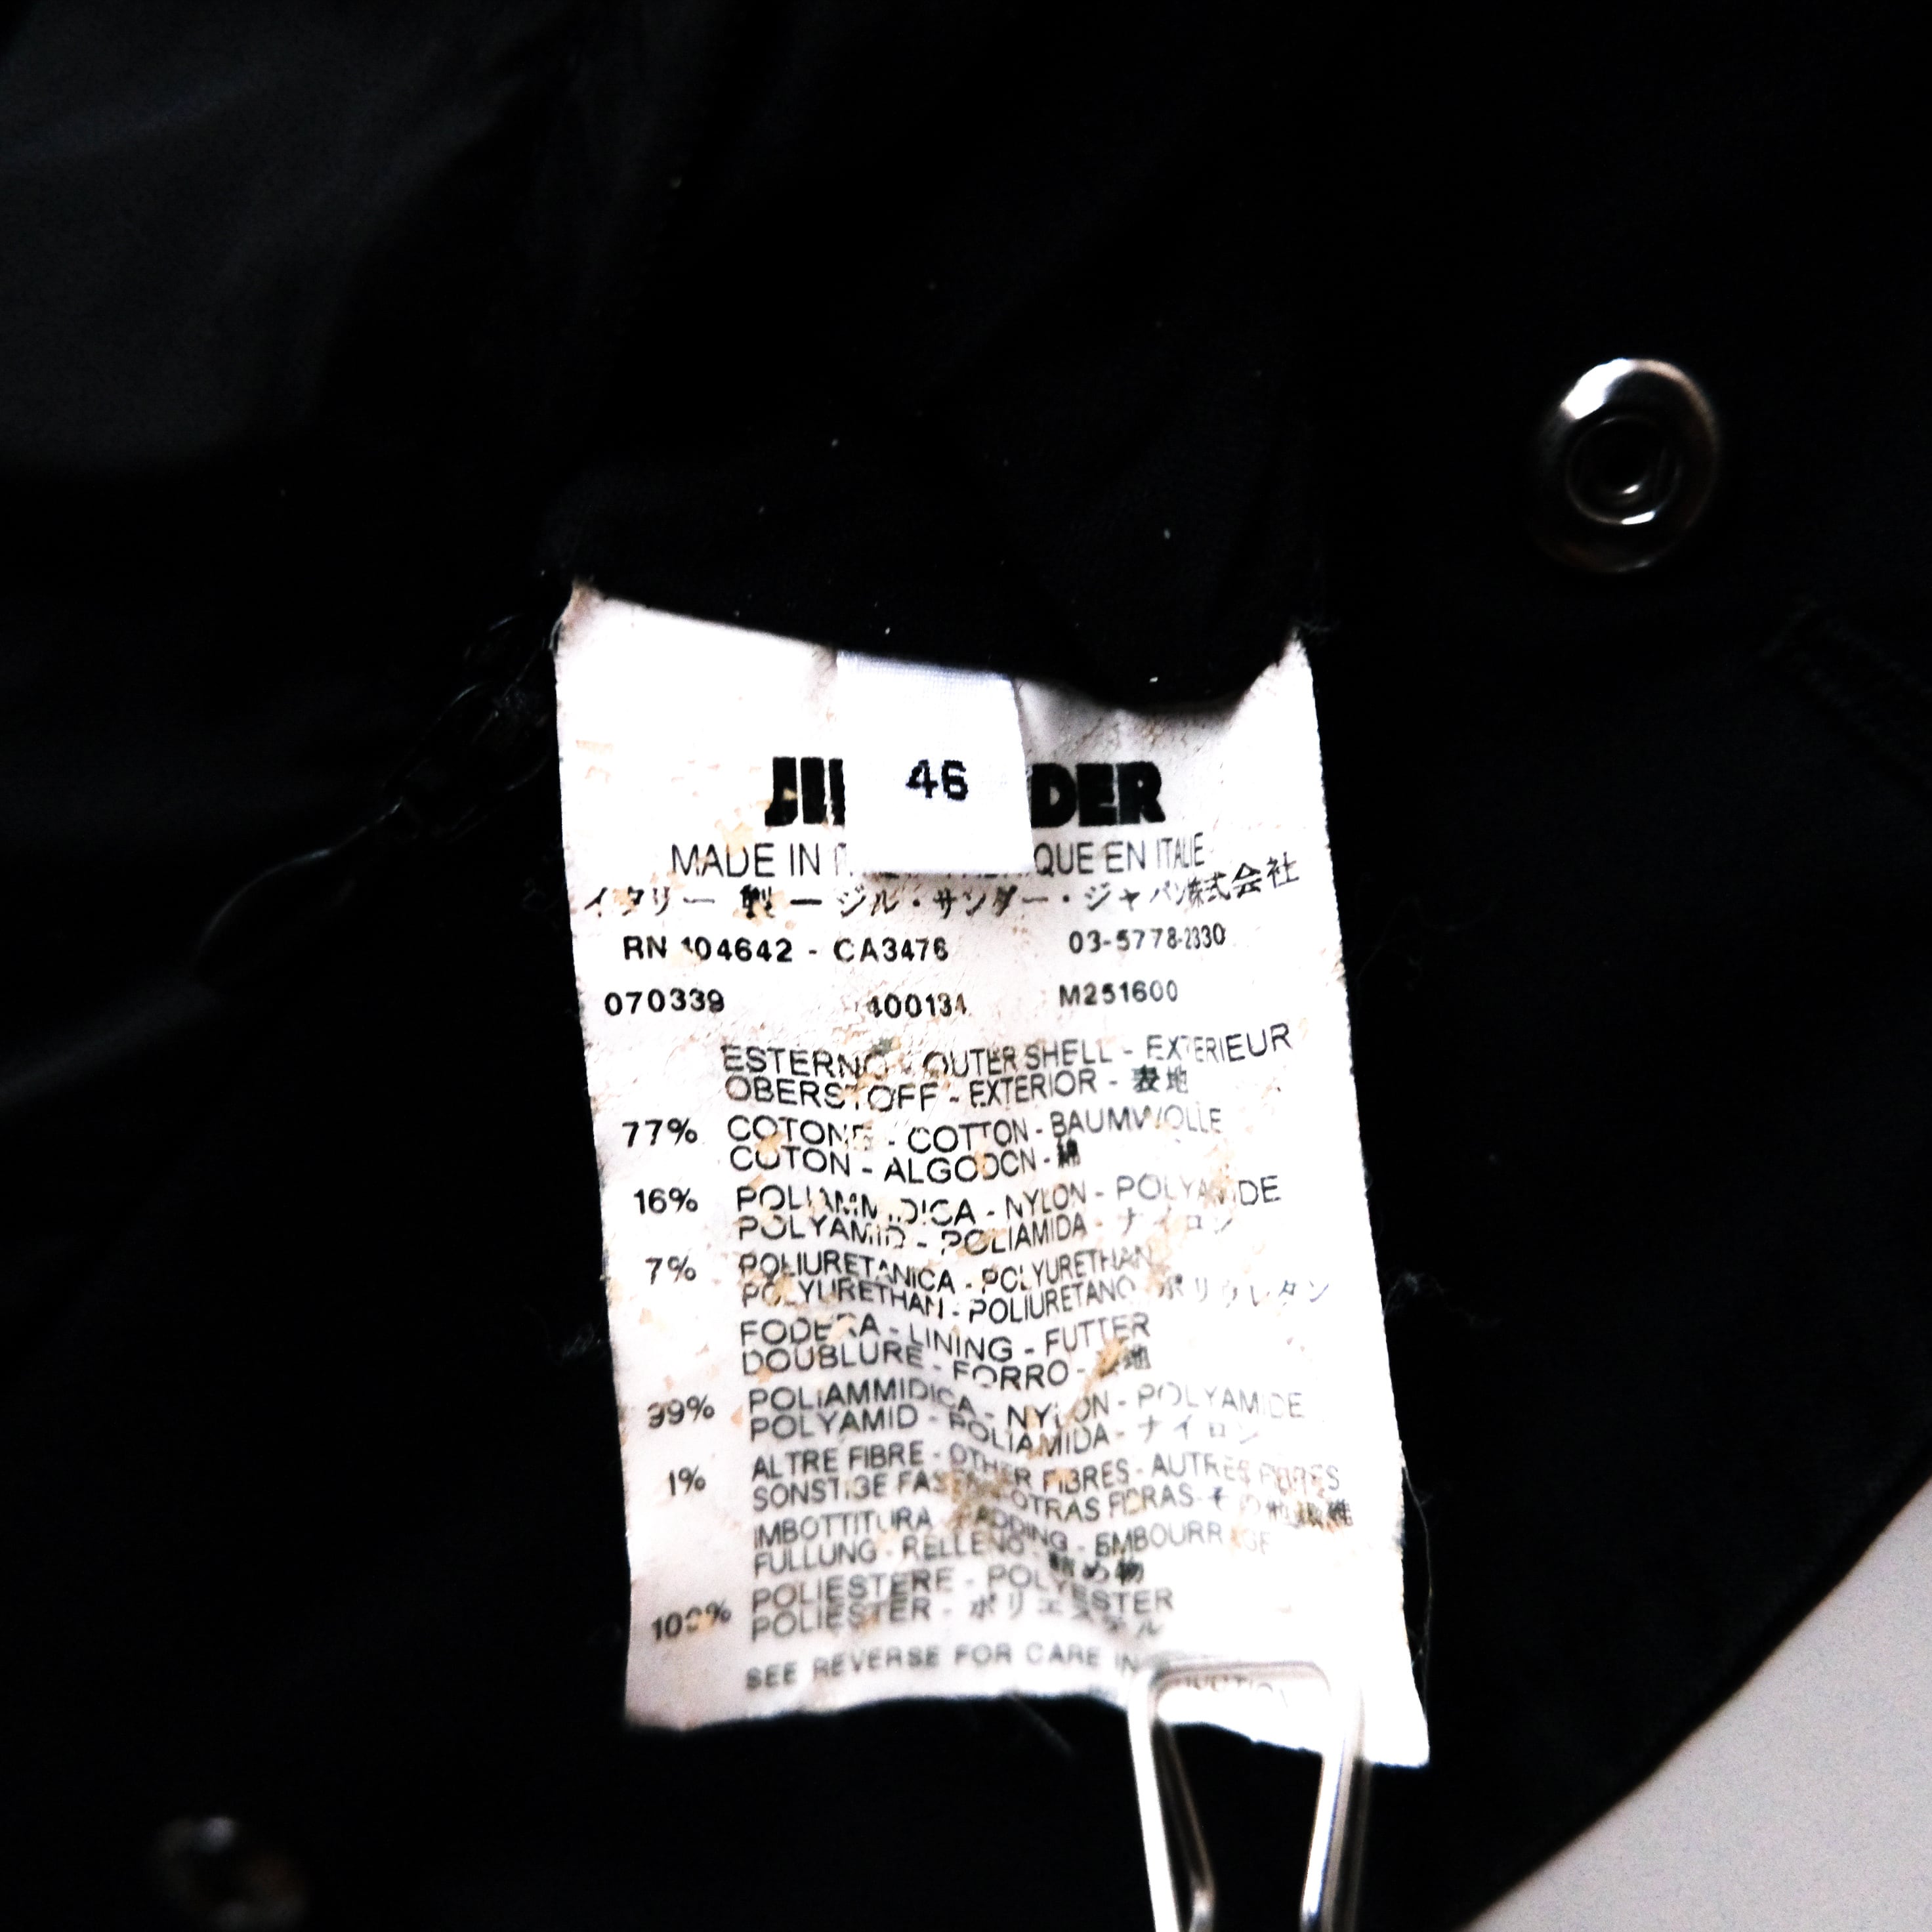 46
JIL DER
MADE IN QUE EN ITALIE
イタリー 製 ー ジル・サンダー・ジャパン株式会社
RN 104642 - CA3476 03-5778-2330
070339 400134 M251600
ESTERNO - OUTER SHELL - EXTERIEUR
OBERSTOFF - EXTERIOR - 表地
77% COTONE - COTTON - BAUMWOLLE
COTON - ALGODON - 綿
16% POLIAMMIDICA - NYLON - POLYAMIDE
POLYAMID - POLIAMIDA - ナイロン
7% POLIURETANICA - POLYURETHAN
POLYURETHAN - POLIURETANO ポリウレタン
FODERA - LINING - FUTTER
DOUBLURE - FORRO - 地
99% POLIAMMIDICA - NYLON - POLYAMIDE
POLYAMID - POLIAMIDA - ナイロン
1% ALTRE FIBRE - OTHER FIBRES - AUTRES FIBRES
SONSTIGE FASERN OTRAS FIBRAS - その他繊維
IMBOTTITURA - PADDING - EMBOURRAGE
FULLUNG - RELLENO - 詰め物
100% POLIESTERE - POLYESTER
POLIESTER - ポリエステル
SEE REVERSE FOR CARE IN